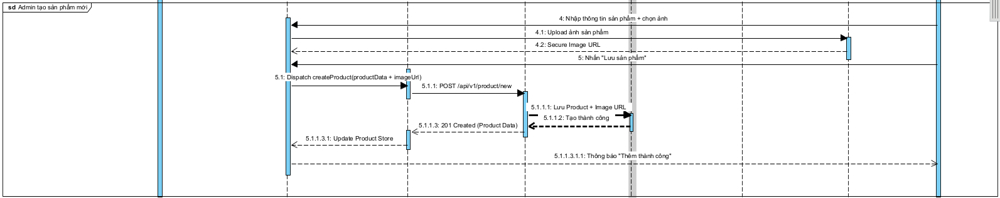 sd Admin tạo sản phẩm mới
4: Nhập thông tin sản phẩm + chọn ảnh
4.1: Upload ảnh sản phẩm
4.2: Secure Image URL
5: Nhấn "Lưu sản phẩm"
5.1: Dispatch createProduct(productData + imageUrl)
5.1.1: POST /api/v1/product/new
5.1.1.1: Lưu Product + Image URL
5.1.1.2: Tạo thành công
5.1.1.3: 201 Created (Product Data)
5.1.1.3.1: Update Product Store
5.1.1.3.1.1: Thông báo "Thêm thành công"